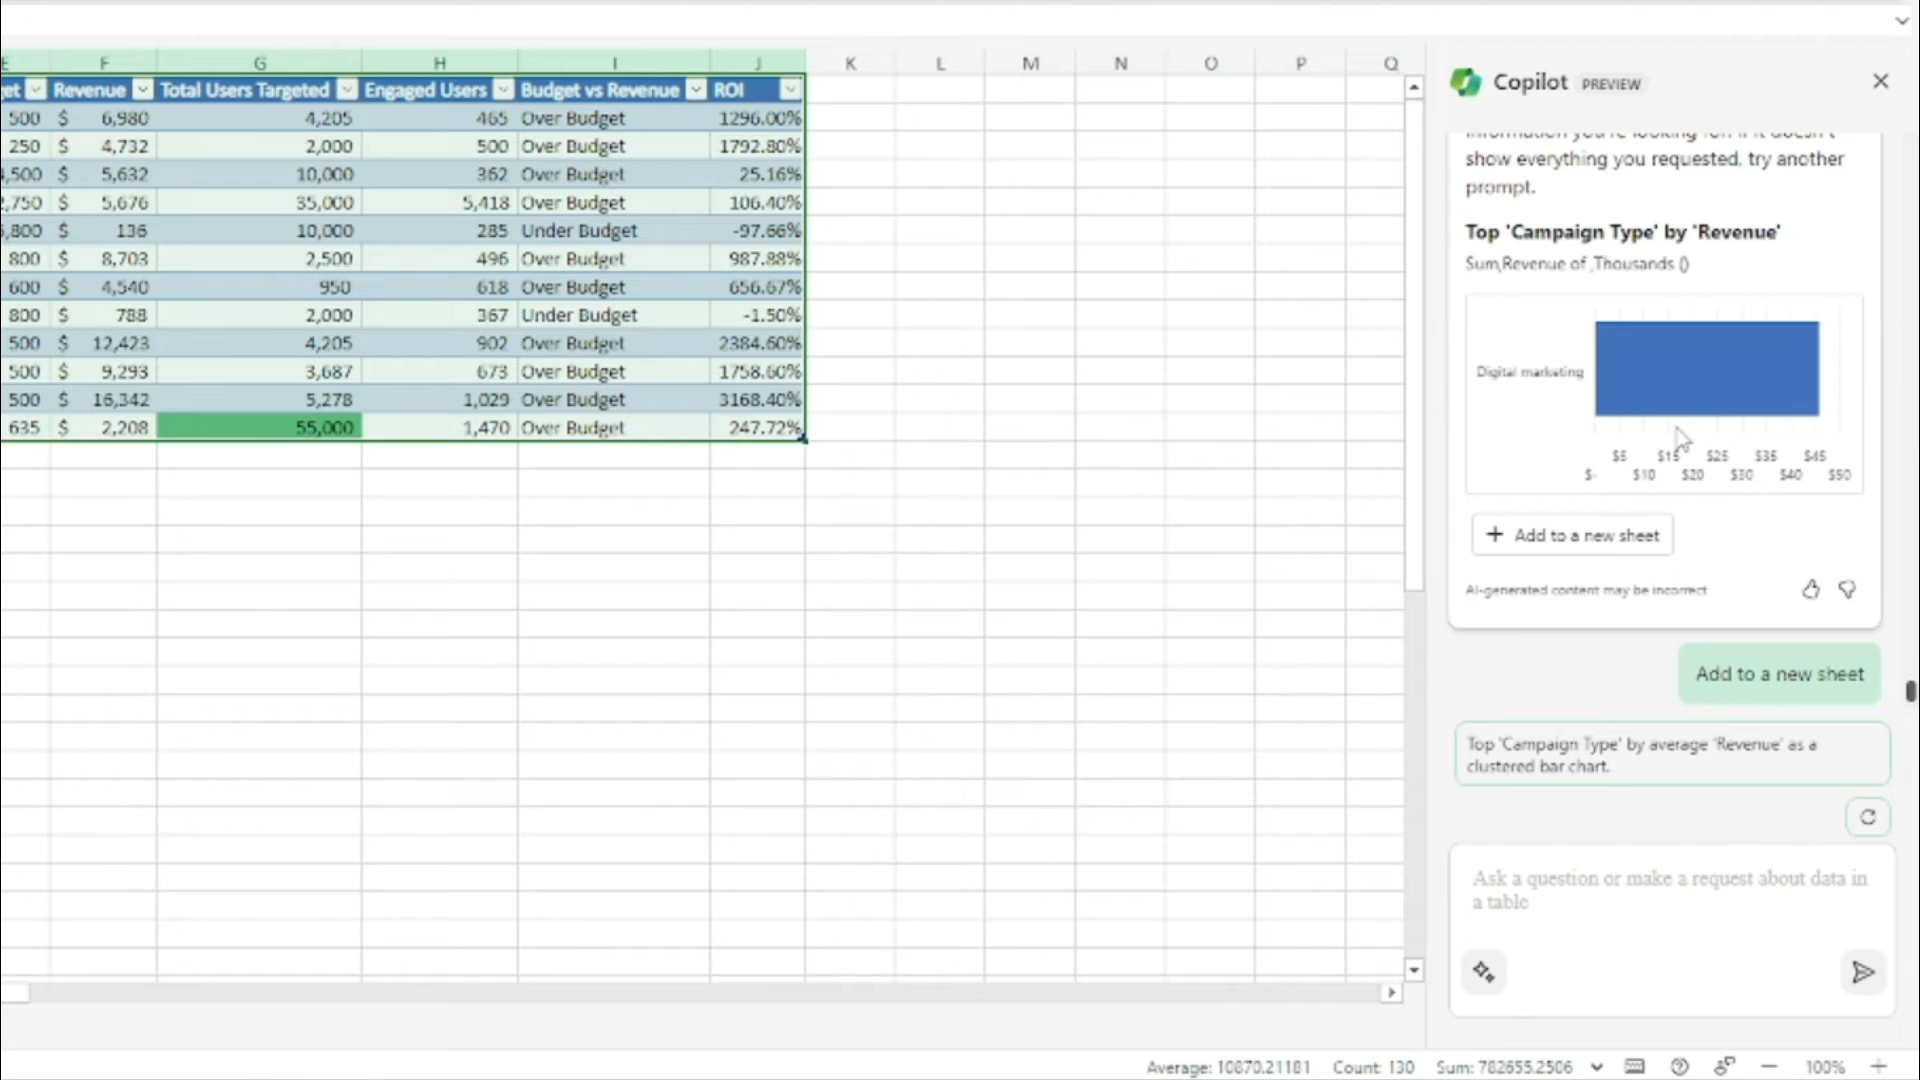 E F G H I J K L M N O P Q
et Revenue Total Users Targeted Engaged Users Budget vs Revenue ROI
500 $ 6,980 4,205 465 Over Budget 1296.00%
250 $ 4,732 2,000 500 Over Budget 1792.80%
4,500 $ 5,632 10,000 362 Over Budget 25.16%
2,750 $ 5,676 35,000 5,418 Over Budget 106.40%
5,800 $ 136 10,000 285 Under Budget -97.66%
800 $ 8,703 2,500 496 Over Budget 987.88%
600 $ 4,540 950 618 Over Budget 656.67%
800 $ 788 2,000 367 Under Budget -1.50%
500 $ 12,423 4,205 902 Over Budget 2384.60%
500 $ 9,293 3,687 673 Over Budget 1758.60%
500 $ 16,342 5,278 1,029 Over Budget 3168.40%
635 $ 2,208 55,000 1,470 Over Budget 247.72%
Copilot PREVIEW
information you're looking for. If it doesn't
show everything you requested, try another
prompt.
Top 'Campaign Type' by 'Revenue'
Sum,Revenue of ,Thousands ()
Digital marketing
$5 $15 $25 $35 $45
$- $10 $20 $30 $40 $50
+ Add to a new sheet
AI-generated content may be incorrect
Add to a new sheet
Top 'Campaign Type' by average 'Revenue' as a
clustered bar chart.
Ask a question or make a request about data in
a table
Average: 10870.21181 Count: 130 Sum: 782655.2506 100%